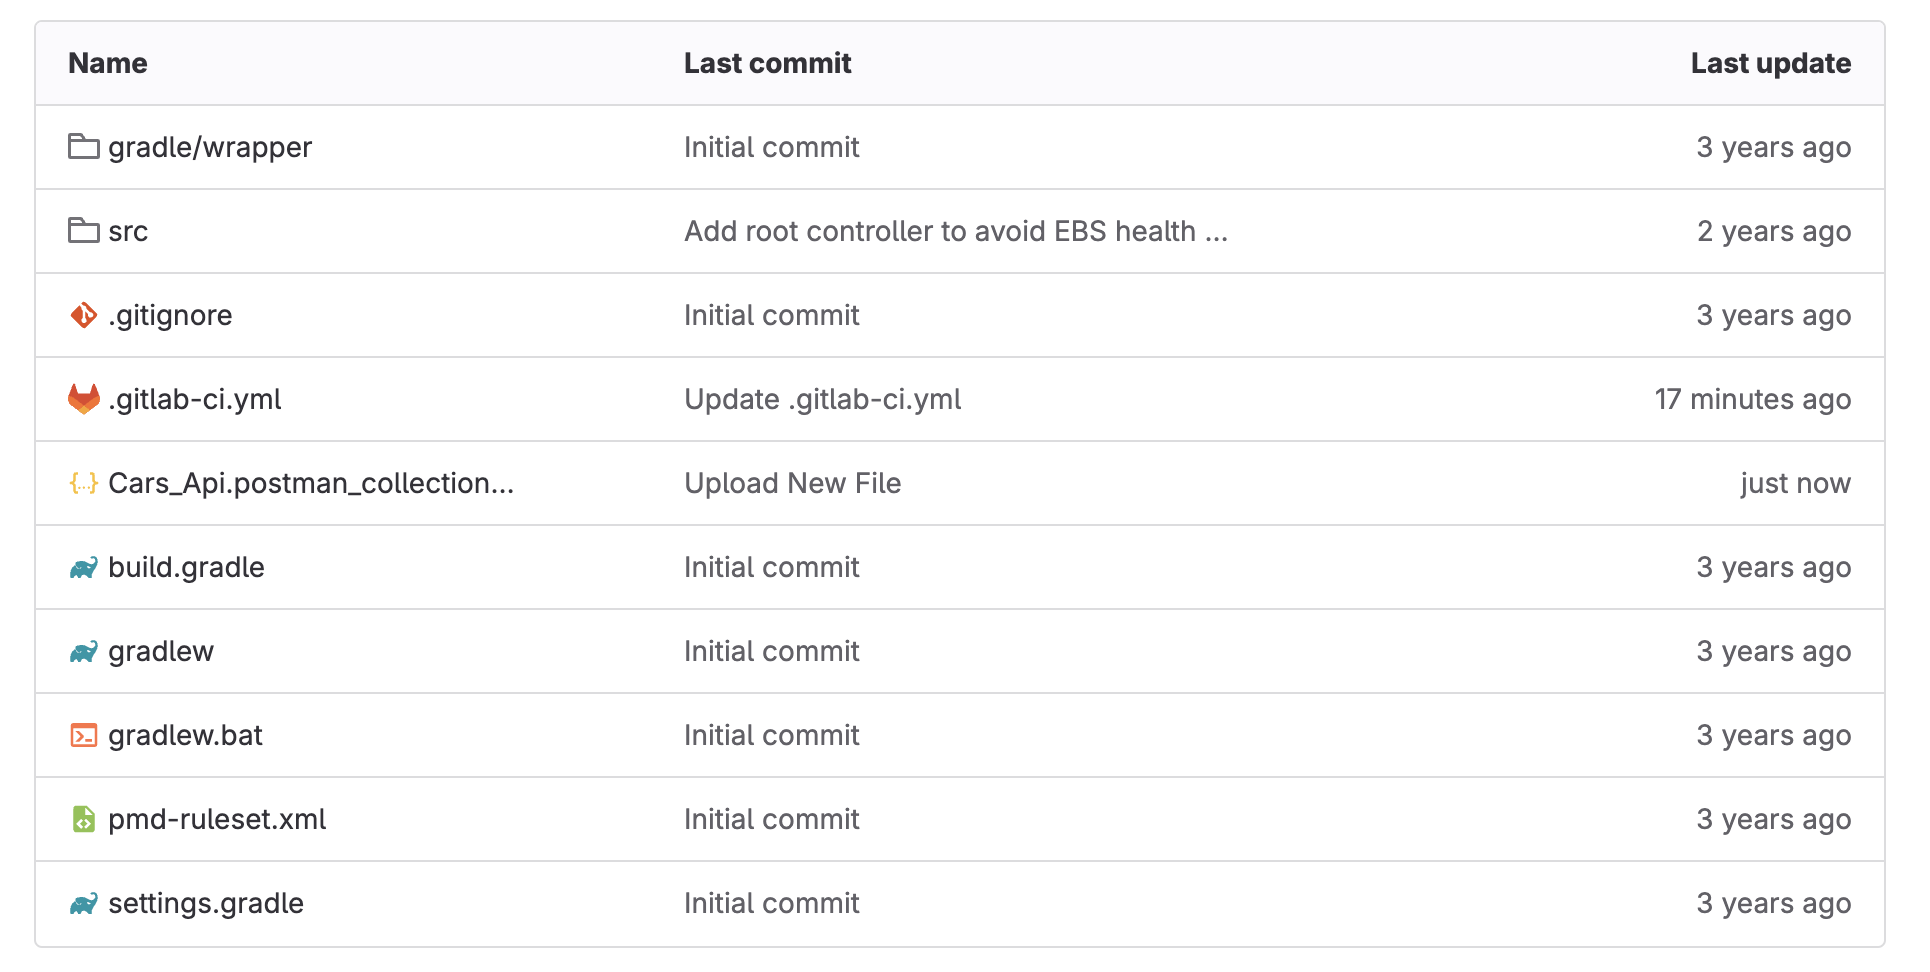 Name Last commit Last update
gradle/wrapper Initial commit 3 years ago
src Add root controller to avoid EBS health ... 2 years ago
.gitignore Initial commit 3 years ago
.gitlab-ci.yml Update .gitlab-ci.yml 17 minutes ago
Cars_Api.postman_collection... Upload New File just now
build.gradle Initial commit 3 years ago
gradlew Initial commit 3 years ago
gradlew.bat Initial commit 3 years ago
pmd-ruleset.xml Initial commit 3 years ago
settings.gradle Initial commit 3 years ago